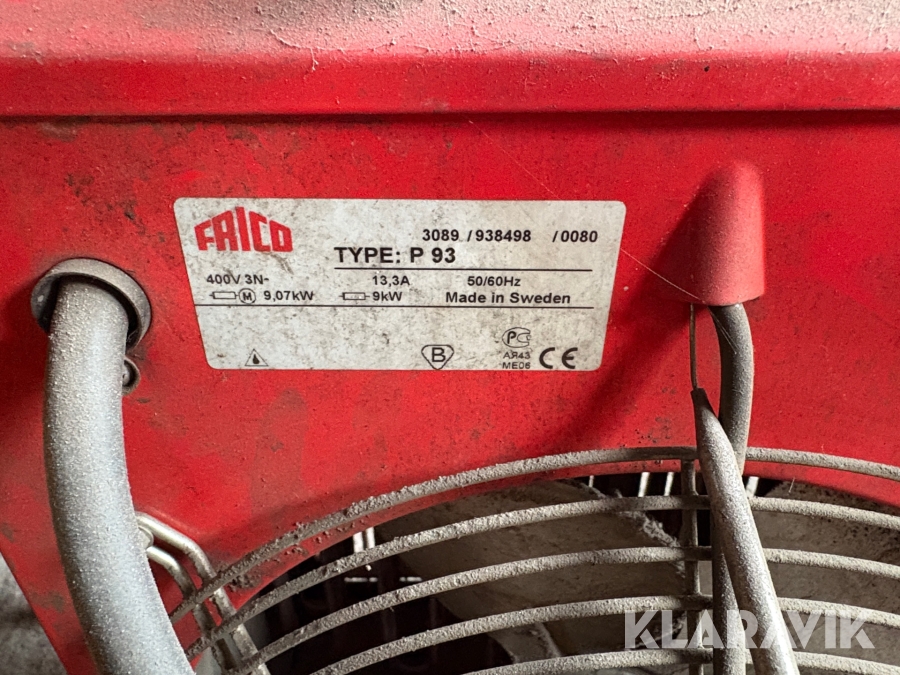 FRICO
3089 /938498 /0080
TYPE: P 93
400V 3N~ 13,3A 50/60Hz
M 9,07kW 9kW Made in Sweden
B PC
АЯ43 CE
ME06
KLARAVIK